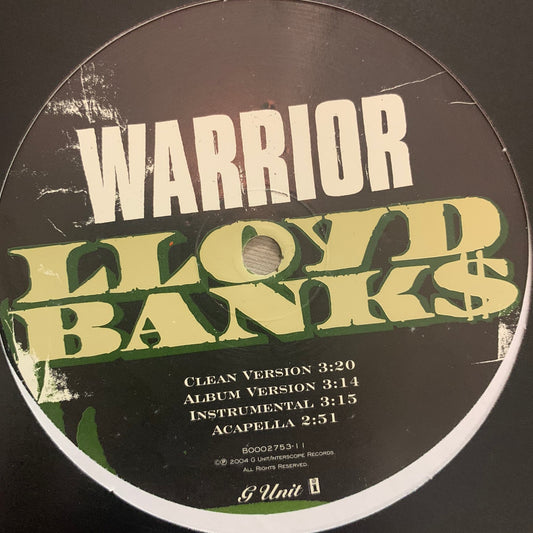 WARRIOR
LLOYD
BANK$
CLEAN VERSION 3:20
ALBUM VERSION 3:14
INSTRUMENTAL 3:15
ACAPELLA 2:51
B0002753-11
©℗ 2004 G UNIT/INTERSCOPE RECORDS
ALL RIGHTS RESERVED.
G Unit i